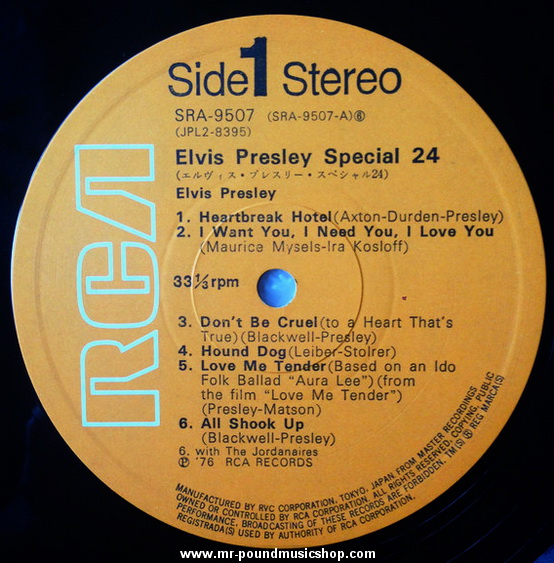 Side 1 Stereo
SRA-9507 (SRA-9507-A)⑥
(JPL2-8395)
Elvis Presley Special 24
(エルヴィス・プレスリー・スペシャル24)
Elvis Presley
1. Heartbreak Hotel(Axton-Durden-Presley)
2. I Want You, I Need You, I Love You
(Maurice Mysels-Ira Kosloff)
33⅓rpm
3. Don't Be Cruel(to a Heart That's
True)(Blackwell-Presley)
4. Hound Dog(Leiber-Stolrer)
5. Love Me Tender(Based on an Ido
Folk Ballad "Aura Lee")(from
the film "Love Me Tender")
(Presley-Matson)
6. All Shook Up
(Blackwell-Presley)
6. with The Jordanaires
Ⓟ '76 RCA RECORDS
RCA
MANUFACTURED BY RVC CORPORATION, TOKYO, JAPAN FROM MASTER RECORDINGS
OWNED OR CONTROLLED BY RCA CORPORATION. ALL RIGHTS RESERVED. COPYING, PUBLIC
PERFORMANCE, BROADCASTING OF THESE RECORDS ARE FORBIDDEN. TM(S) ® REG MARCA(S)
REGISTRADA(S) USED BY AUTHORITY OF RCA CORPORATION.
www.mr-poundmusicshop.com